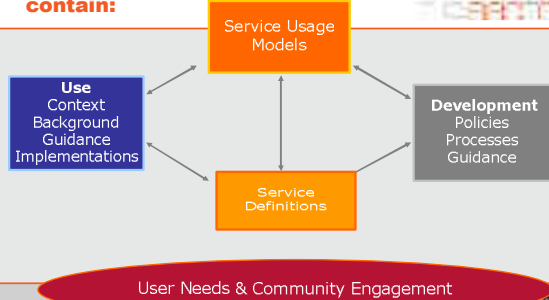 contain:
Service Usage
Models
Use
Context
Background
Guidance
Implementations
Development
Policies
Processes
Guidance
Service
Definitions
User Needs & Community Engagement